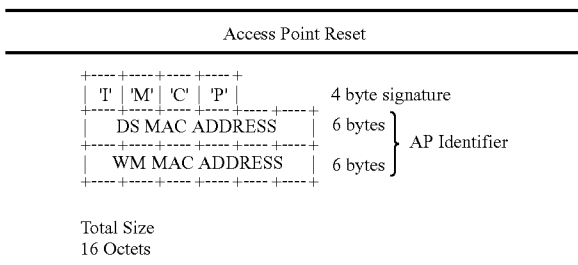 Access Point Reset
+----+----+----+----+
| 'T' | 'M' | 'C' | 'P' | 4 byte signature
+----+----+----+----+----+----+
| DS MAC ADDRESS | 6 bytes
+----+----+----+----+----+----+ AP Identifier
| WM MAC ADDRESS | 6 bytes
+----+----+----+----+----+----+
Total Size
16 Octets